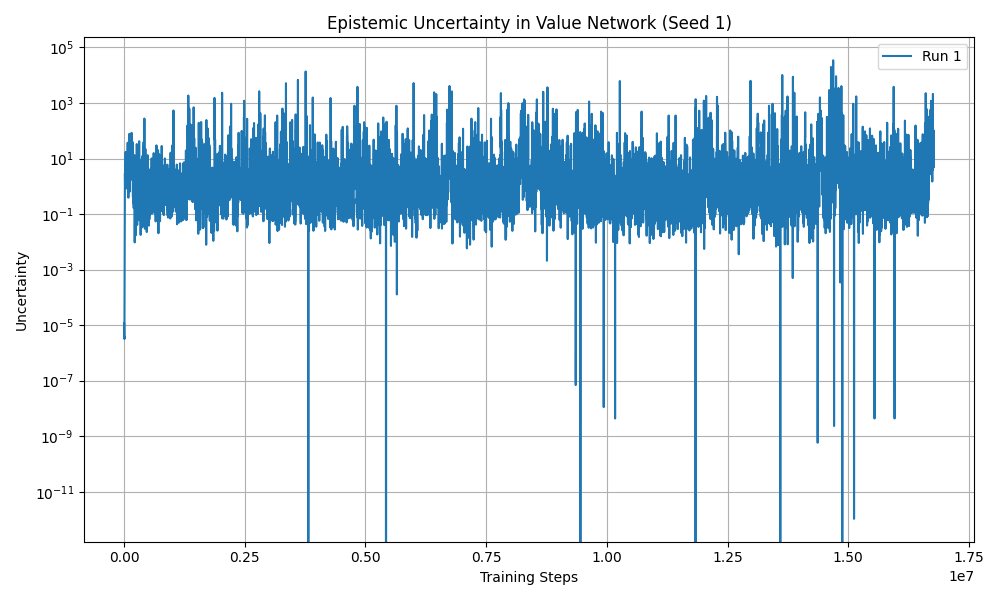 Epistemic Uncertainty in Value Network (Seed 1)
Run 1
Uncertainty
10^5
10^3
10^1
10^-1
10^-3
10^-5
10^-7
10^-9
10^-11
0.00 0.25 0.50 0.75 1.00 1.25 1.50 1.75
1e7
Training Steps